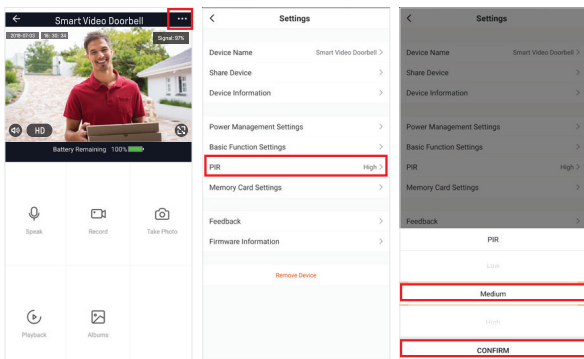 Smart Video Doorbell
2018-07-03 16:30:34
Signal: 97%
HD
Battery Remaining 100%
Speak
Record
Take Photo
Playback
Albums
Settings
Device Name Smart Video Doorbell >
Share Device >
Device Information >
Power Management Settings >
Basic Function Settings >
PIR High >
Memory Card Settings >
Feedback >
Firmware Information >
Remove Device
Settings
Device Name Smart Video Doorbell >
Share Device >
Device Information >
Power Management Settings >
Basic Function Settings >
PIR High >
Memory Card Settings >
Feedback >
PIR
Low
Medium
High
CONFIRM